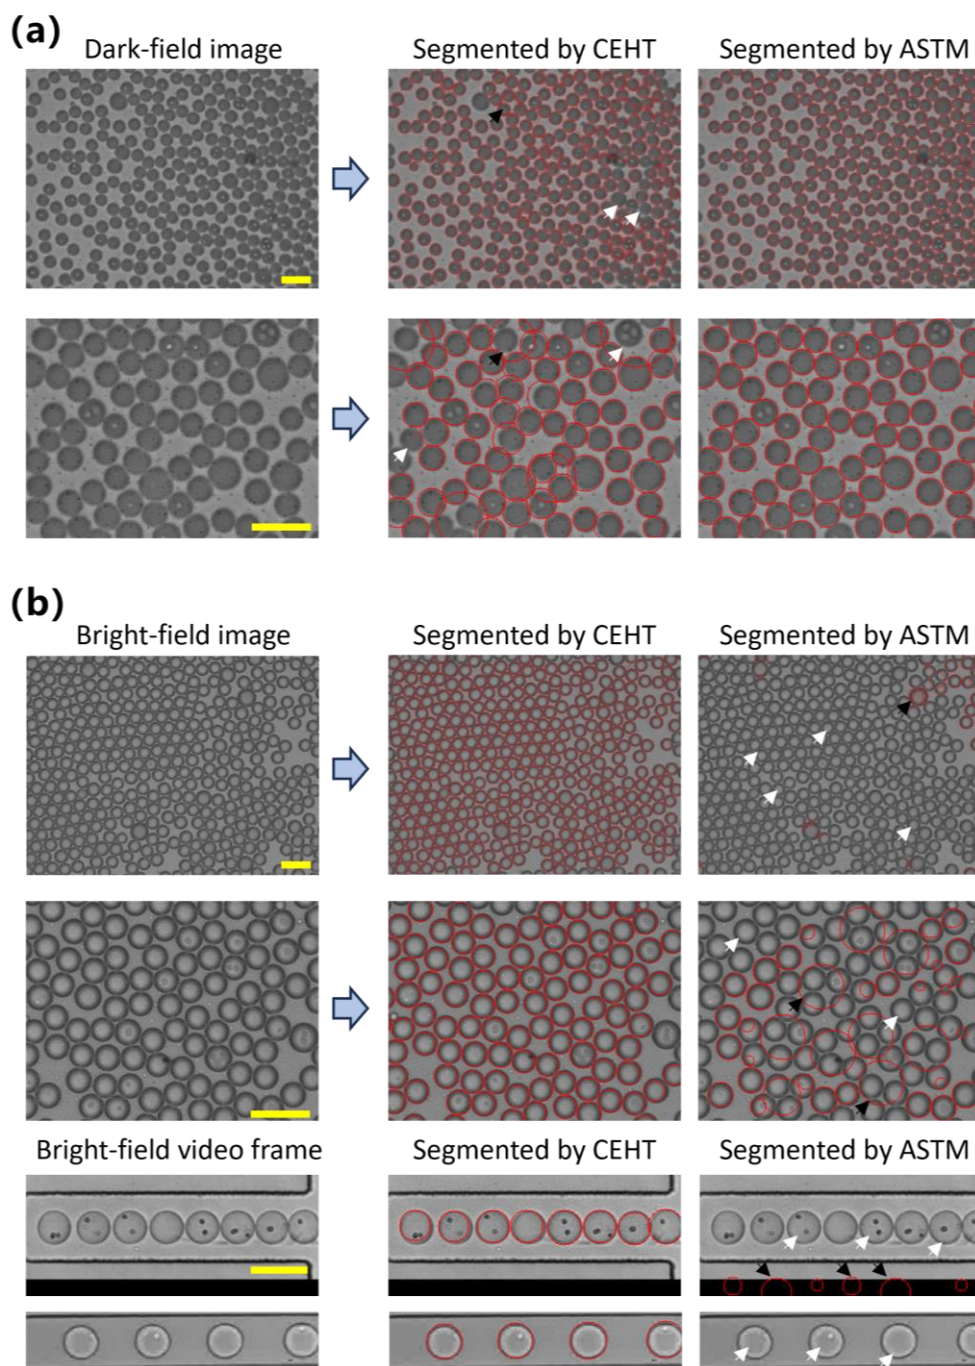 (a)
Dark-field image Segmented by CEHT Segmented by ASTM
(b)
Bright-field image Segmented by CEHT Segmented by ASTM
Bright-field video frame Segmented by CEHT Segmented by ASTM